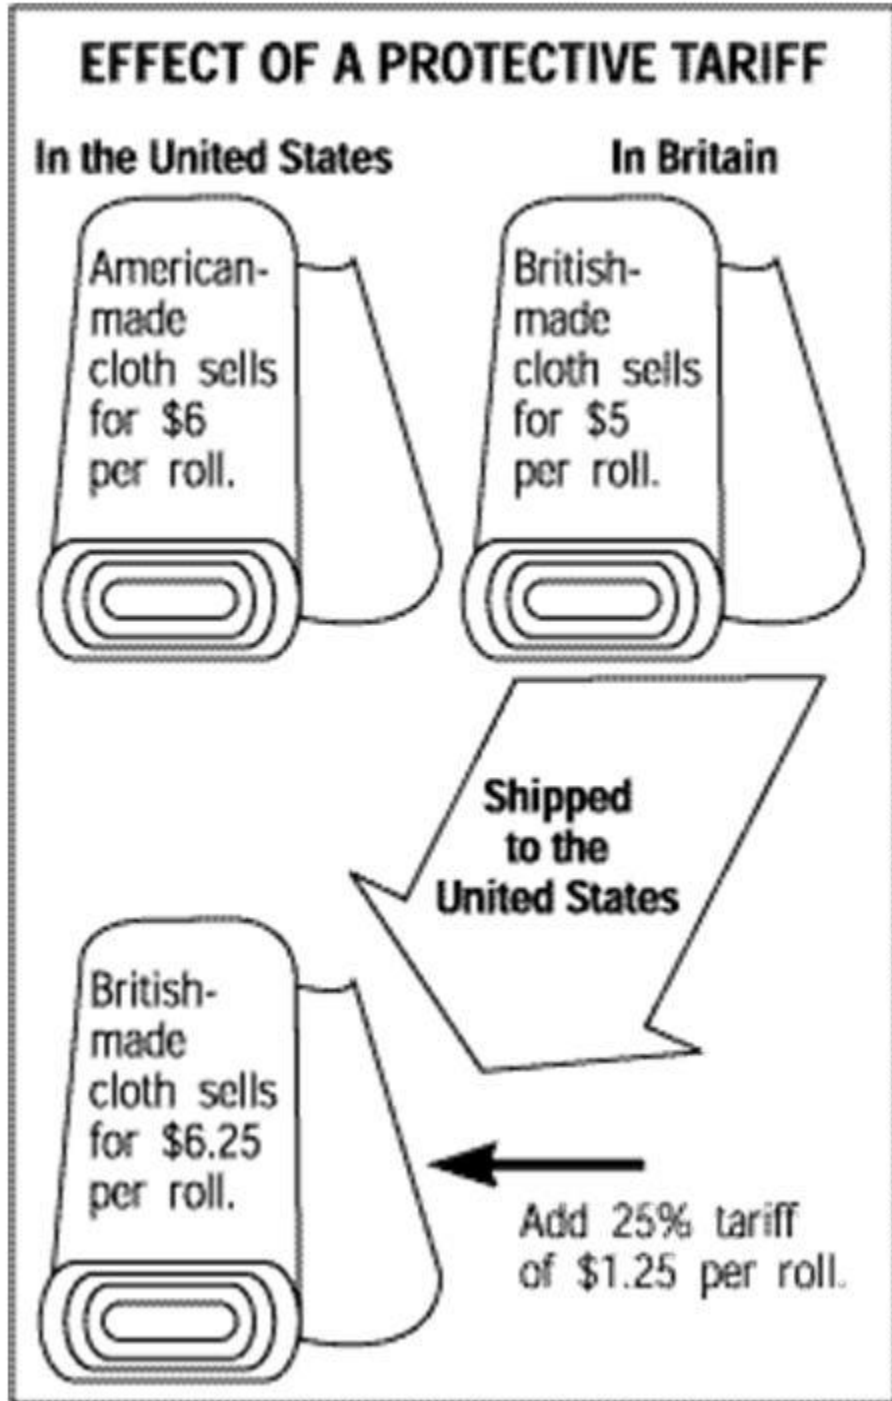 EFFECT OF A PROTECTIVE TARIFF
In the United States
American-
made
cloth sells
for $6
per roll.
In Britain
British-
made
cloth sells
for $5
per roll.
Shipped
to the
United States
British-
made
cloth sells
for $6.25
per roll.
Add 25% tariff
of $1.25 per roll.